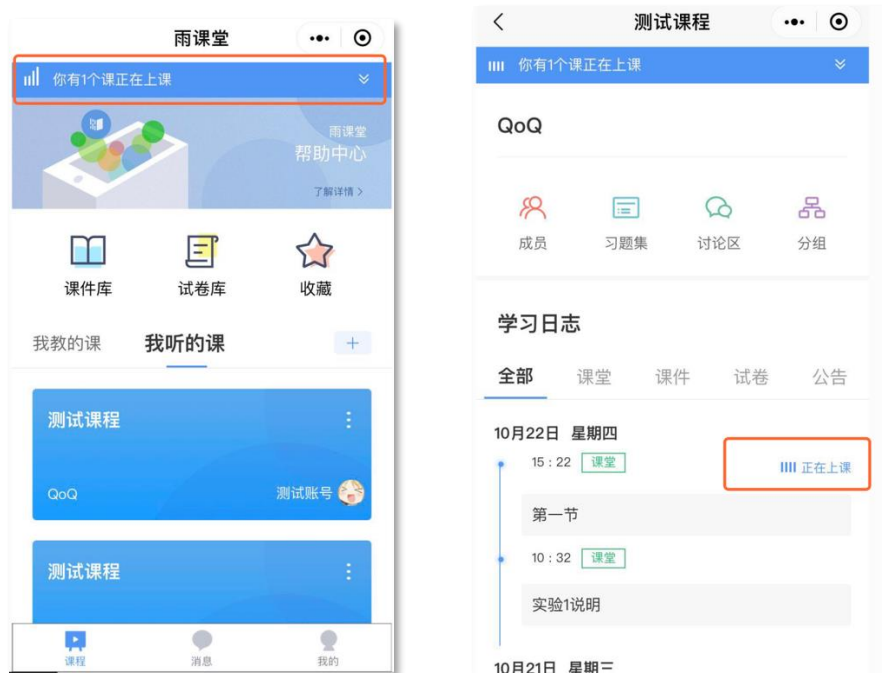 雨课堂
你有1个课正在上课
雨课堂
帮助中心
了解详情 >
课件库 试卷库 收藏
我教的课 我听的课 +
测试课程
QoQ 测试账号
测试课程
课程 消息 我的
测试课程
你有1个课正在上课
QoQ
成员 习题集 讨论区 分组
学习日志
全部 课堂 课件 试卷 公告
10月22日 星期四
15：22 课堂 正在上课
第一节
10：32 课堂
实验1说明
10月21日 星期三